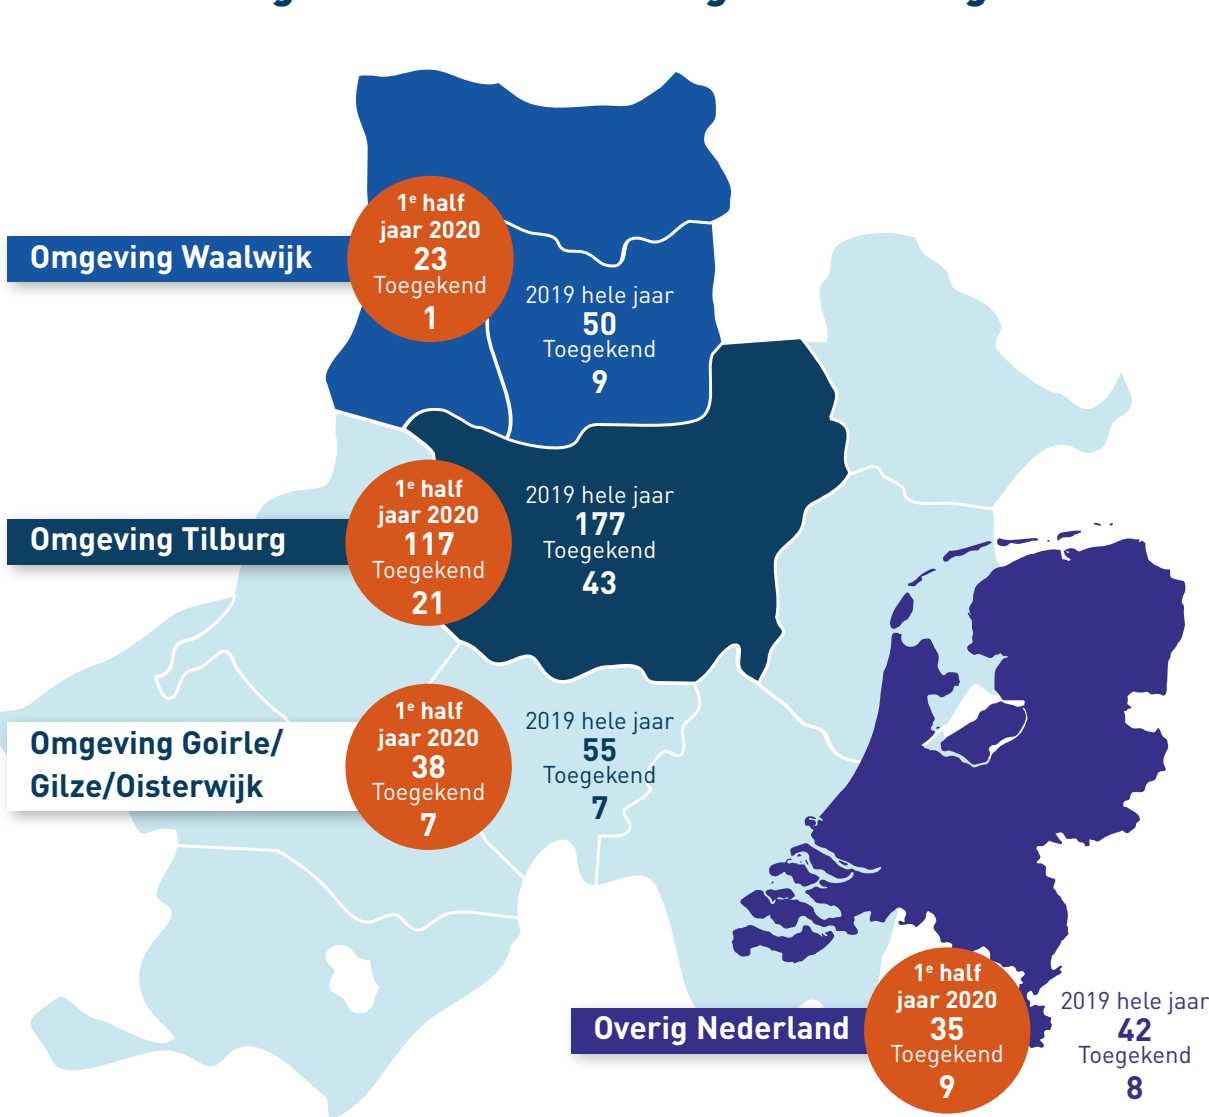 Omgeving Waalwijk
1e half
jaar 2020
23
Toegekend
1
2019 hele jaar
50
Toegekend
9
Omgeving Tilburg
1e half
jaar 2020
117
Toegekend
21
2019 hele jaar
177
Toegekend
43
Omgeving Goirle/
Gilze/Oisterwijk
1e half
jaar 2020
38
Toegekend
7
2019 hele jaar
55
Toegekend
7
Overig Nederland
1e half
jaar 2020
35
Toegekend
9
2019 hele jaar
42
Toegekend
8